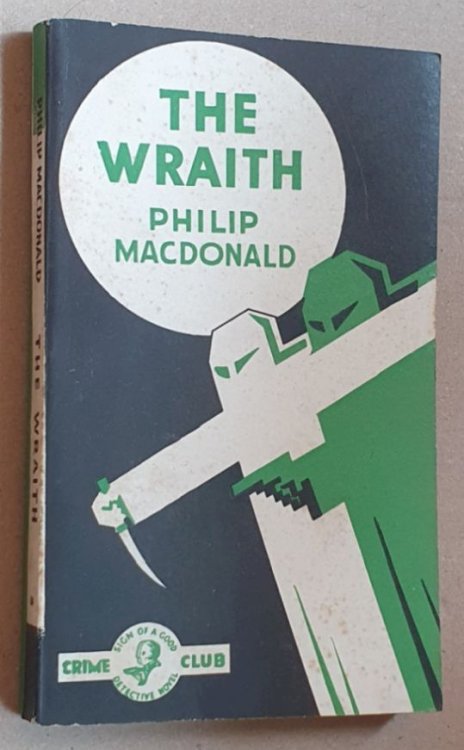 THE
WRAITH
PHILIP
MACDONALD
PHILIP MACDONALD THE WRAITH
CRIME CLUB
SIGN OF A GOOD
DETECTIVE NOVEL